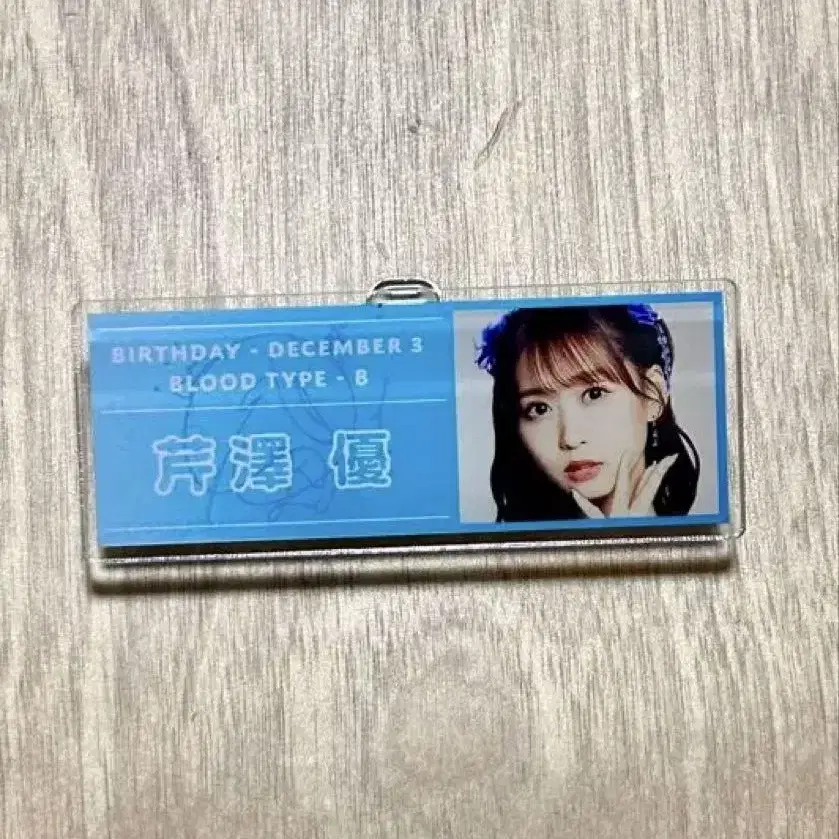 BIRTHDAY - DECEMBER 3
BLOOD TYPE - B
芹澤 優